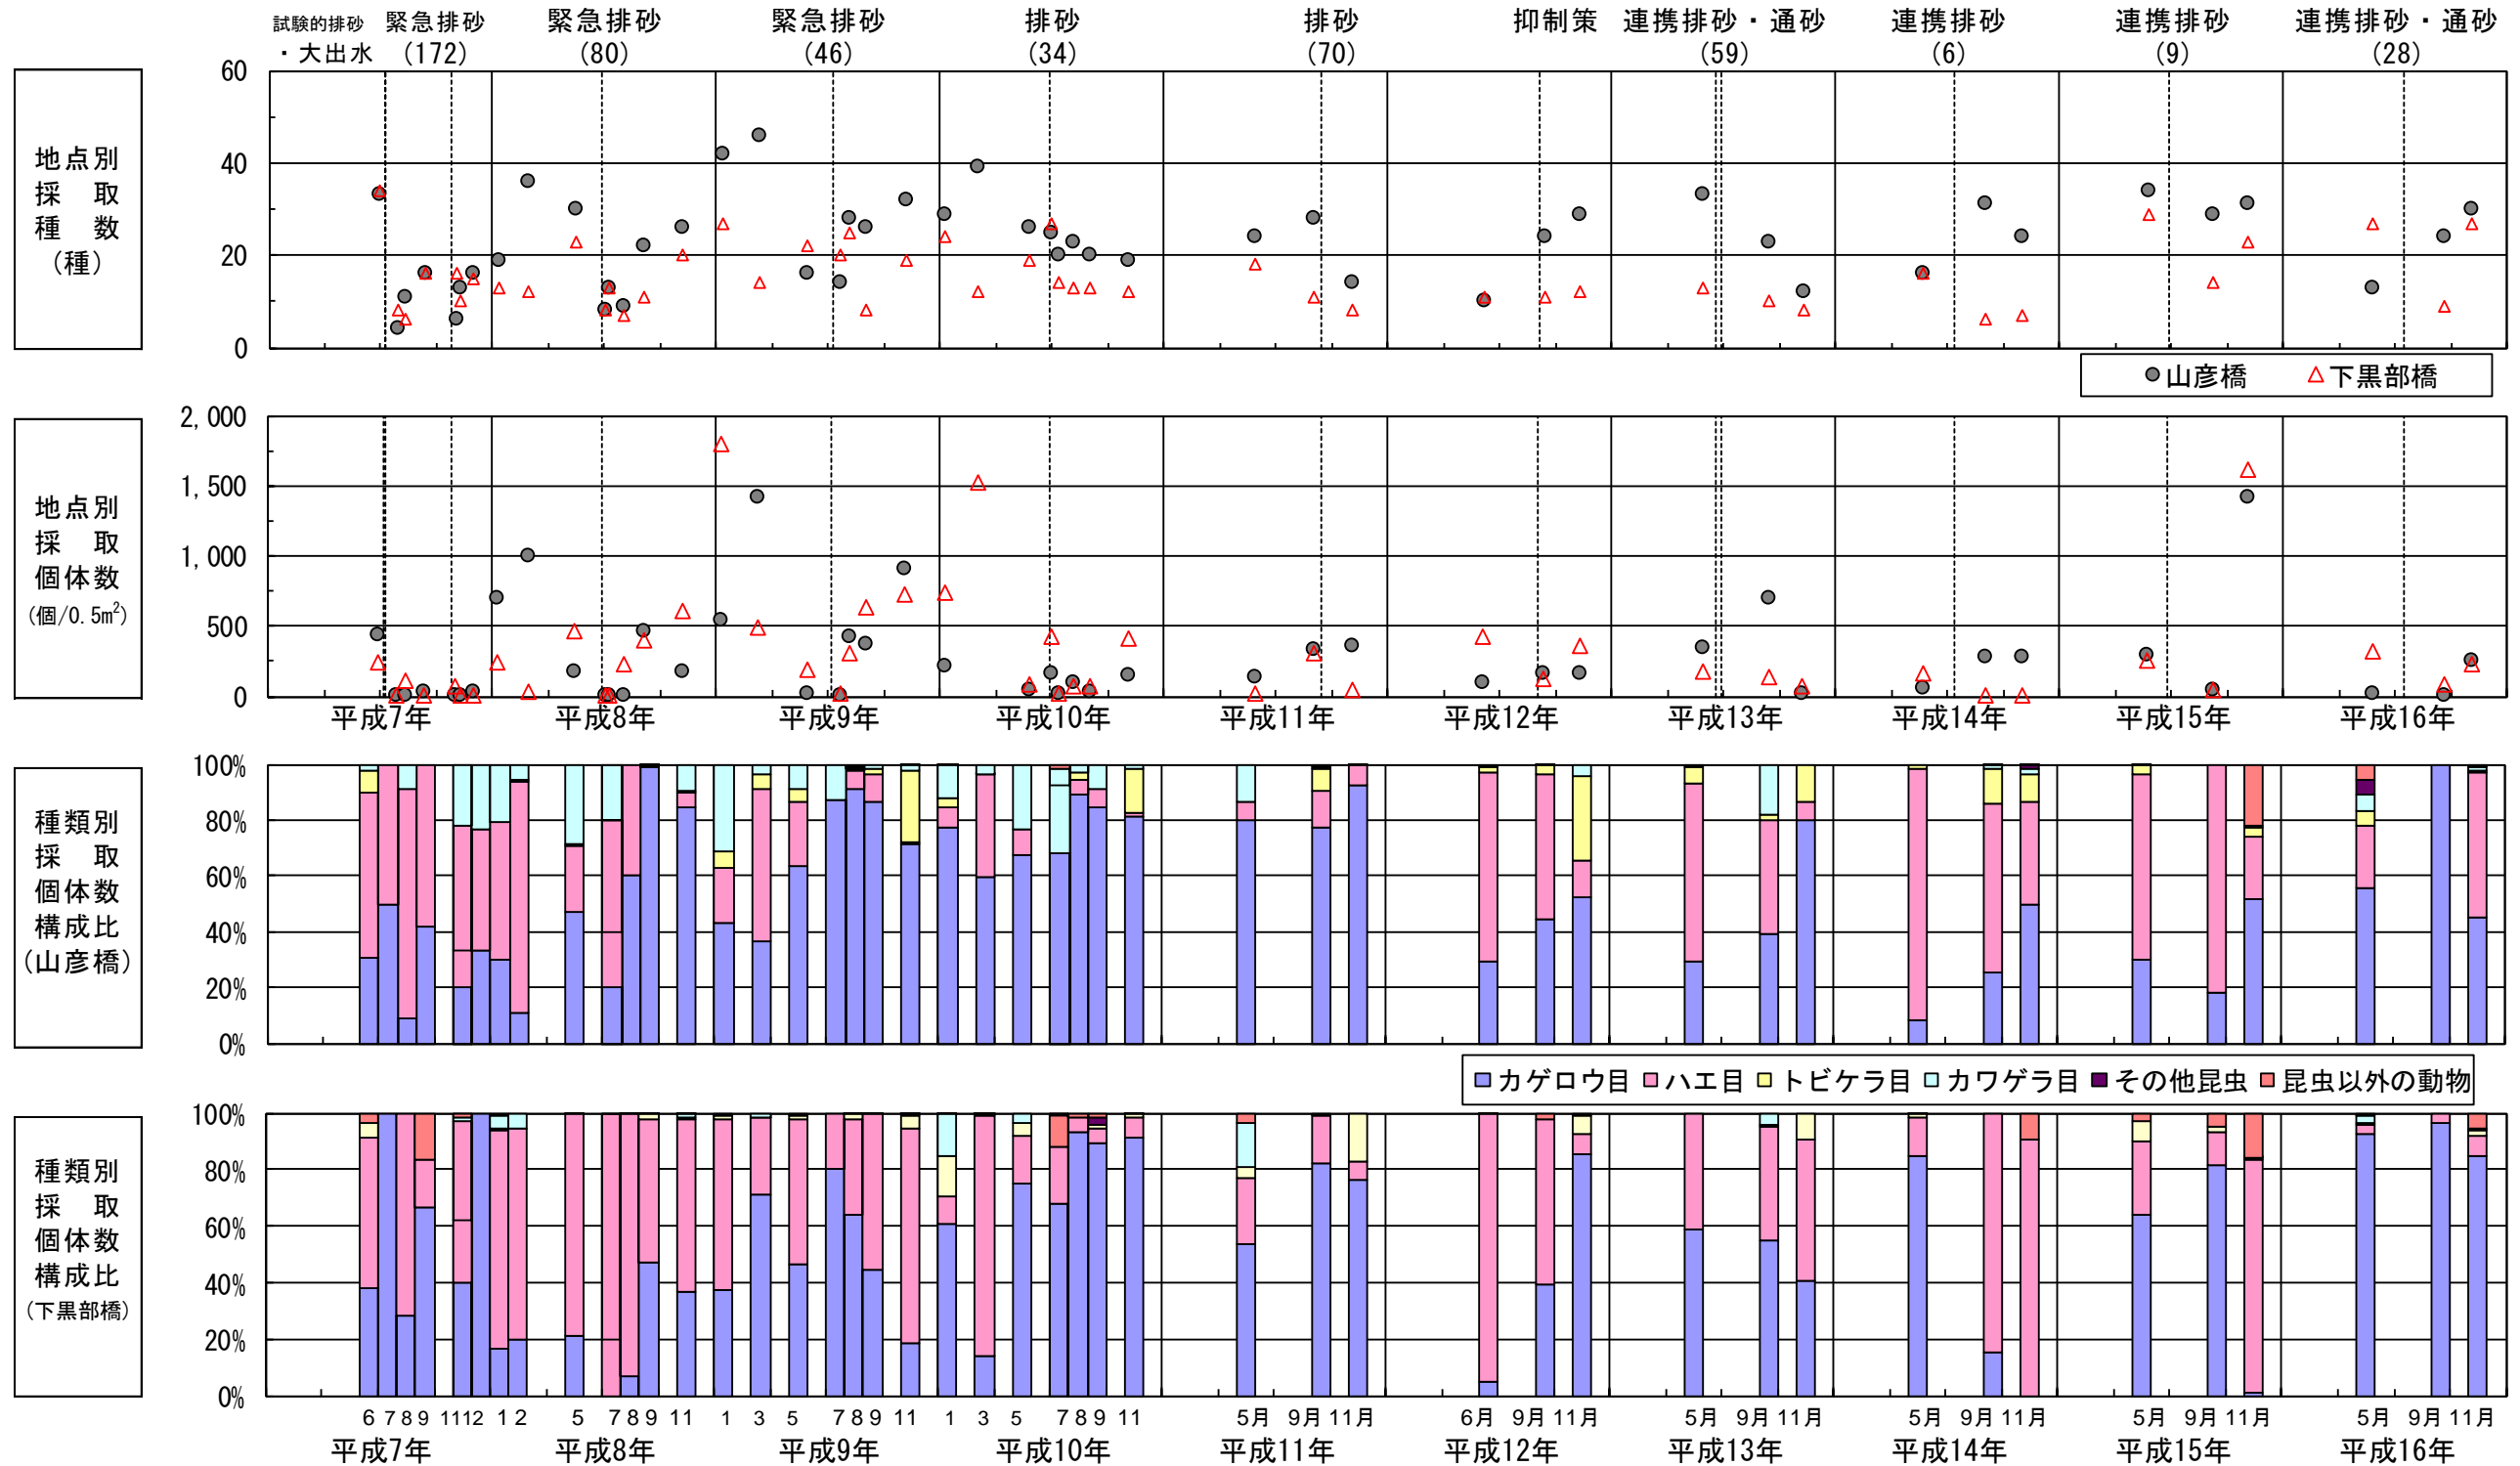 試験的排砂 緊急排砂 緊急排砂 緊急排砂 排砂 排砂 抑制策 連携排砂・通砂 連携排砂 連携排砂 連携排砂・通砂
・大出水 (172) (80) (46) (34) (70) (59) (6) (9) (28)
地点別
採 取
種 数
(種)
60
40
20
0
山彦橋 下黒部橋
地点別
採 取
個体数
(個/0.5m²)
2,000
1,500
1,000
500
0
平成7年 平成8年 平成9年 平成10年 平成11年 平成12年 平成13年 平成14年 平成15年 平成16年
種類別
採 取
個体数
構成比
(山彦橋)
100%
80%
60%
40%
20%
0%
カゲロウ目 ハエ目 トビケラ目 カワゲラ目 その他昆虫 昆虫以外の動物
種類別
採 取
個体数
構成比
(下黒部橋)
100%
80%
60%
40%
20%
0%
6 7 8 9 11 12 1 2 5 7 8 9 11 1 3 5 7 8 9 11 1 3 5 7 8 9 11 5月 9月 11月 6月 9月 11月 5月 9月 11月 5月 9月 11月 5月 9月 11月 5月 9月 11月
平成7年 平成8年 平成9年 平成10年 平成11年 平成12年 平成13年 平成14年 平成15年 平成16年